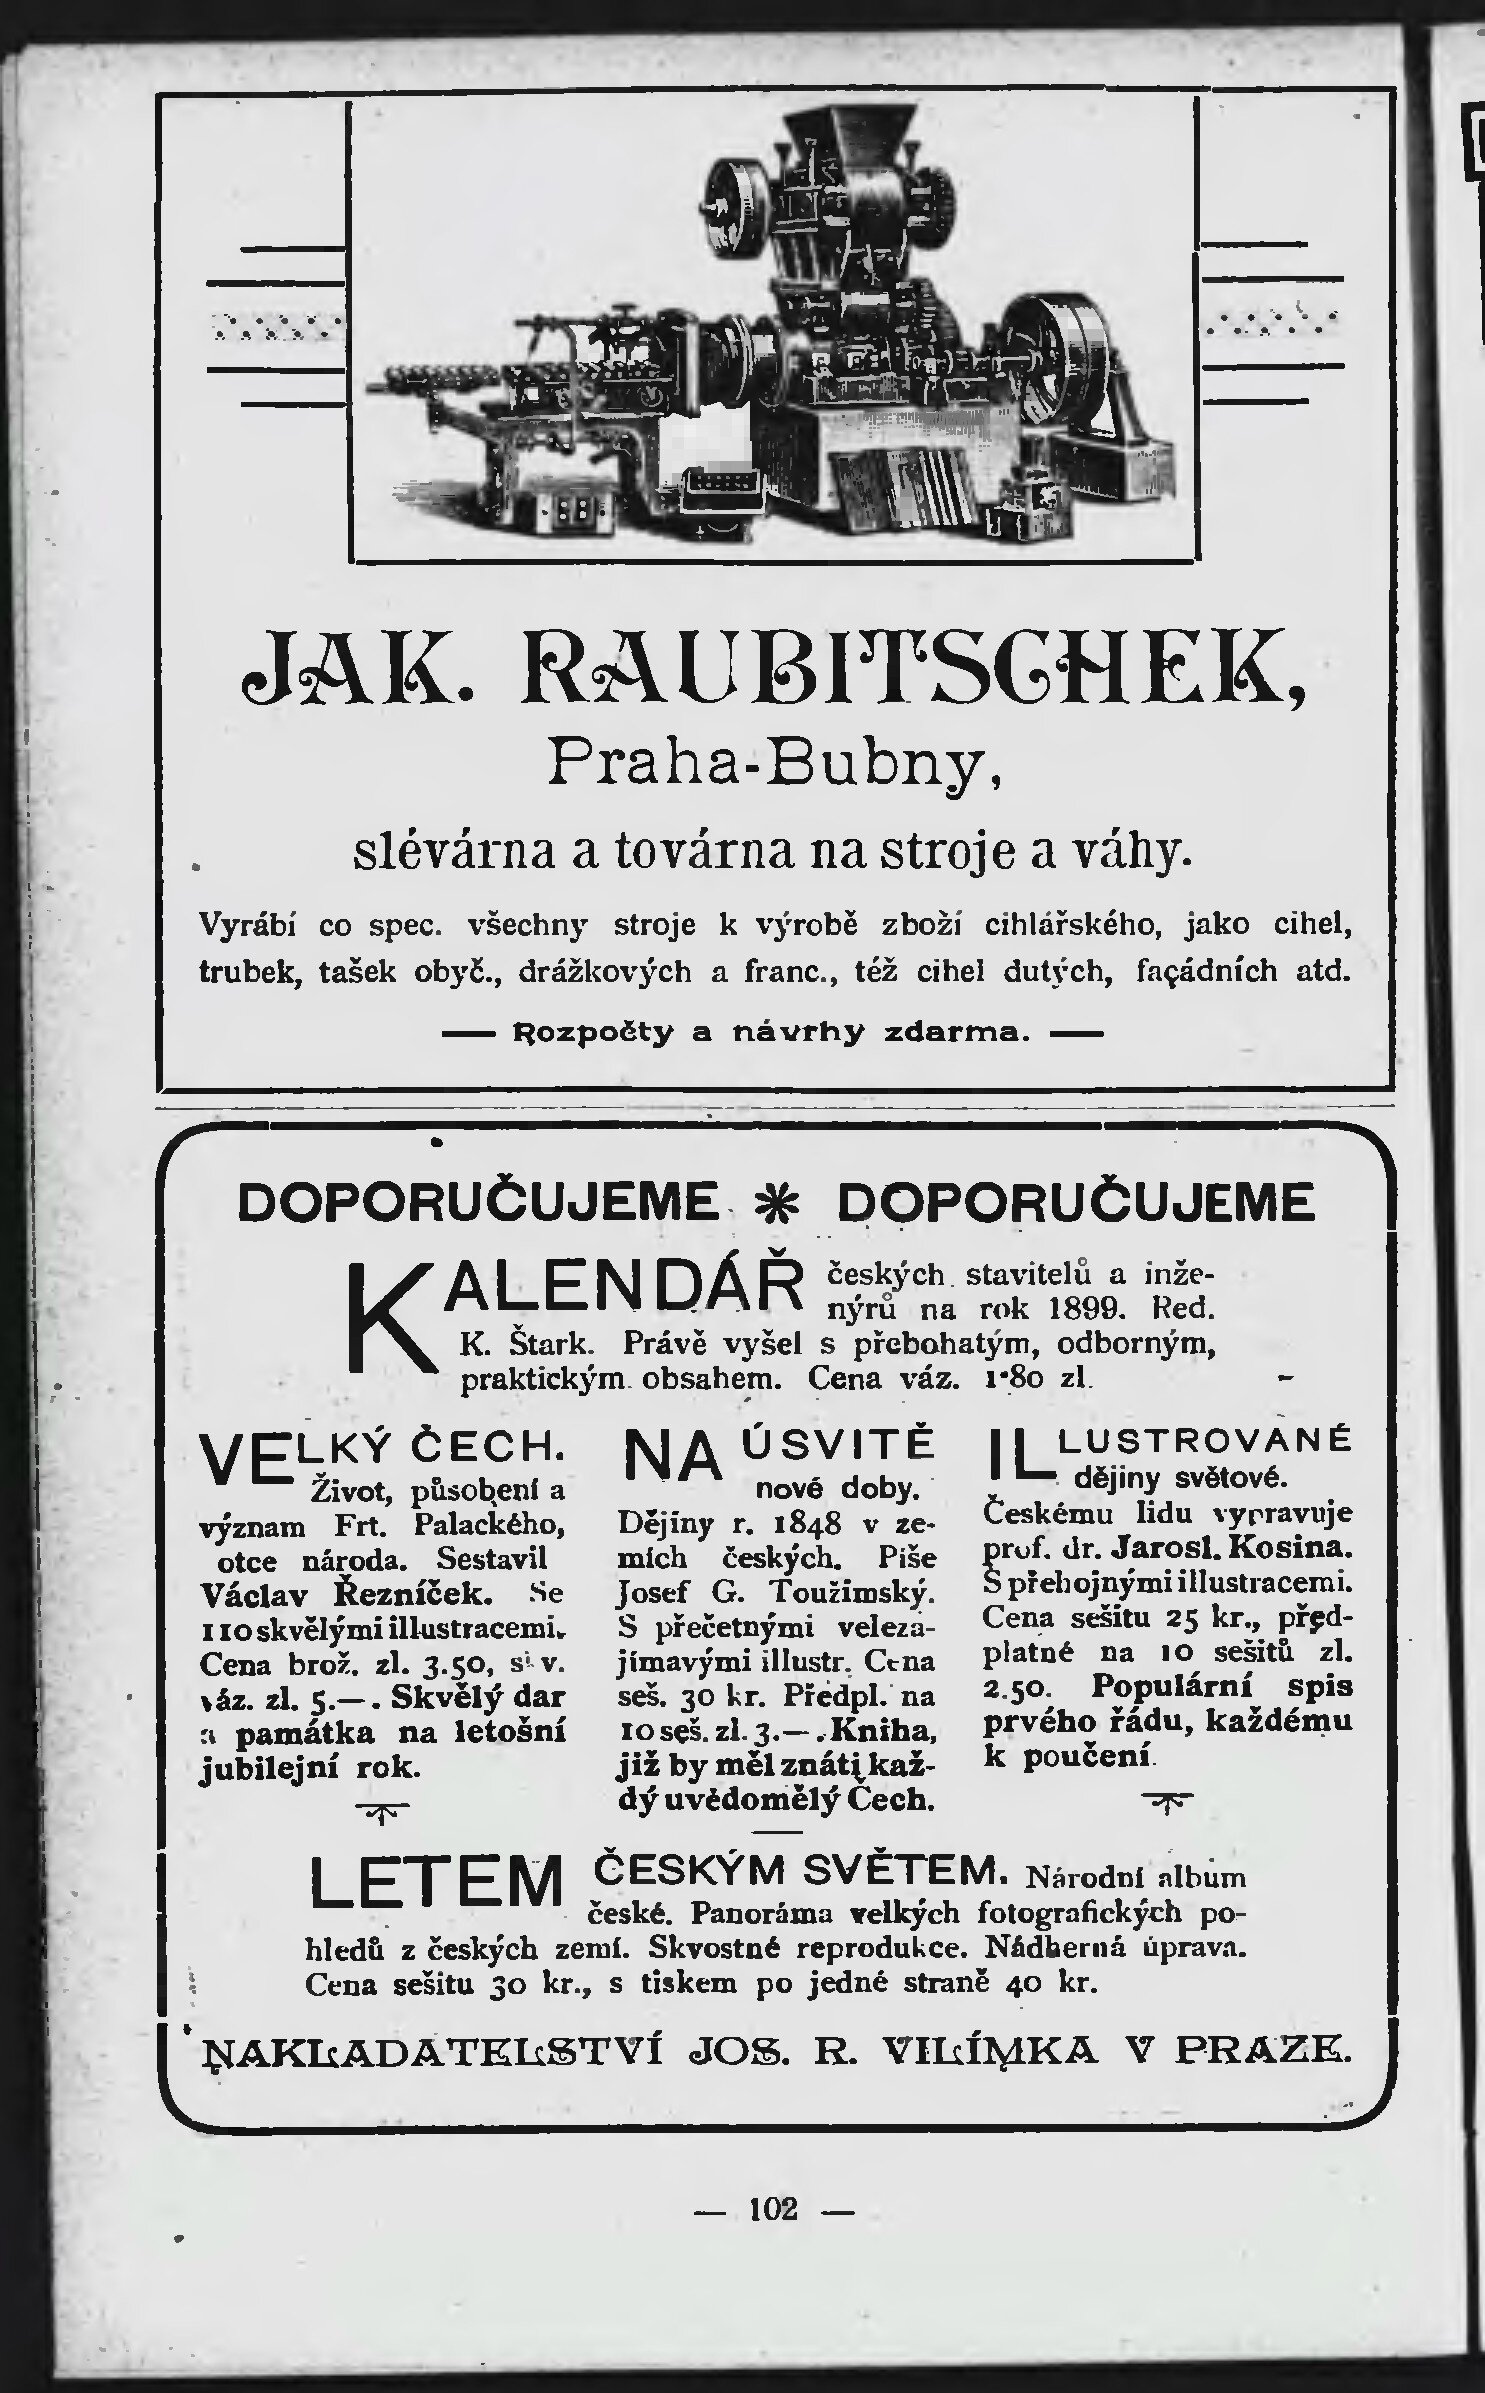 JAK. RAUBITSCHEK,
Praha-Bubny,
slévárna a továrna na stroje a váhy.
Vyrábí co spec. všechny stroje k výrobě zboží cihlářského, jako cihel,
trubek, tašek obyč., drážkových a franc., též cihel dutých, façádních atd.
— Rozpočty a návrhy zdarma. —
DOPORUČUJEME * DOPORUČUJEME
KALENDÁŘ českých stavitelů a inže-
nýrů na rok 1899. Red.
K. Štark. Právě vyšel s přebohatým, odborným,
praktickým obsahem. Cena váz. 1·80 zl.
VELKÝ ČECH.
Život, působení a
význam Frt. Palackého,
otce národa. Sestavil
Václav Řezníček. Se
110 skvělými illustracemi.
Cena brož. zl. 3.50, sv.
váz. zl. 5.—. Skvělý dar
a památka na letošní
jubilejní rok.
NA ÚSVITĚ
nové doby.
Dějiny r. 1848 v ze-
mích českých. Píše
Josef G. Toužimský.
S přečetnými veleza-
jímavými illustr. Cena
seš. 30 kr. Předpl. na
10 seš. zl. 3.—. Kniha,
již by měl znáti kaž-
dý uvědomělý Čech.
ILLUSTROVANÉ
dějiny světové.
Českému lidu vypravuje
prof. dr. Jarosl. Kosina.
S přehojnými illustracemi.
Cena sešitu 25 kr., před-
platné na 10 sešitů zl.
2.50. Populární spis
prvého řádu, každému
k poučení.
LETEM ČESKÝM SVĚTEM. Národní album
české. Panoráma velkých fotografických po-
hledů z českých zemí. Skvostné reprodukce. Nádherná úprava.
Cena sešitu 30 kr., s tiskem po jedné straně 40 kr.
NAKLADATELSTVÍ JOS. R. VILÍMKA V PRAZE.
— 102 —